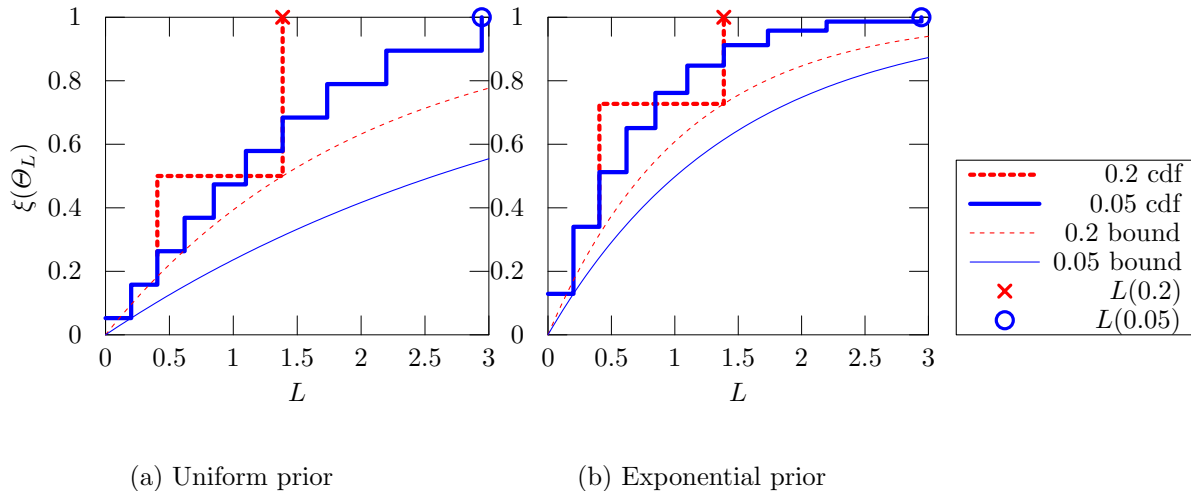 1
0.8
0.6
0.4
0.2
0
ξ(Θ_L)
0 0.5 1 1.5 2 2.5 3
L
(a) Uniform prior
1
0.8
0.6
0.4
0.2
0
0 0.5 1 1.5 2 2.5 3
L
(b) Exponential prior
0.2 cdf
0.05 cdf
0.2 bound
0.05 bound
L(0.2)
L(0.05)